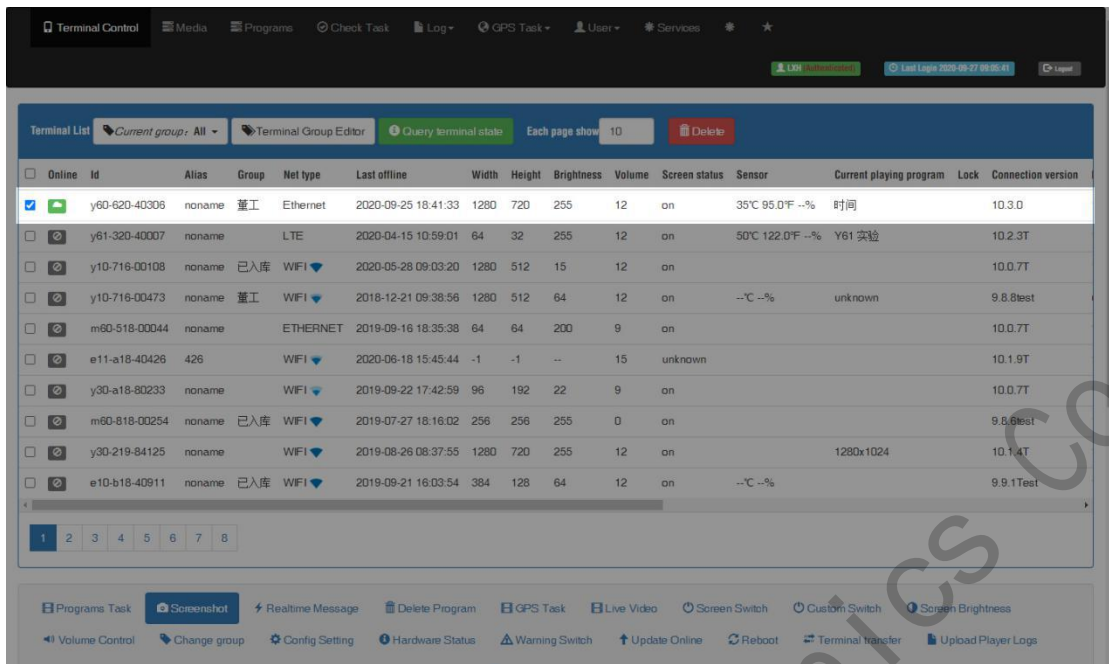 Terminal Control Media Programs Check Task Log GPS Task User Services
LXH (Authenticated) Last Login 2020-09-27 09:05:41 Logout
Terminal List Current group: All Terminal Group Editor Query terminal state Each page show 10 Delete
Online Id Alias Group Net type Last offline Width Height Brightness Volume Screen status Sensor Current playing program Lock Connection version
y60-620-40306 noname 董工 Ethernet 2020-09-25 18:41:33 1280 720 255 12 on 35℃ 95.0℉ --% 时间 10.3.0
y61-320-40007 noname LTE 2020-04-15 10:59:01 64 32 255 12 on 50℃ 122.0℉ --% Y61 实验 10.2.3T
y10-716-00108 noname 已入库 WIFI 2020-05-28 09:03:20 1280 512 15 12 on 10.0.7T
y10-716-00473 noname 董工 WIFI 2018-12-21 09:38:56 1280 512 64 12 on --℃ --% unknown 9.8.8test
m60-518-00044 noname ETHERNET 2019-09-16 18:35:38 64 64 200 9 on 10.0.7T
e11-a18-40426 426 WIFI 2020-06-18 15:45:44 -1 -1 -- 15 unknown 10.1.9T
y30-a18-80233 noname WIFI 2019-09-22 17:42:59 96 192 22 9 on 10.0.7T
m60-818-00254 noname 已入库 WIFI 2019-07-27 18:16:02 256 256 255 0 on 9.8.6test
y30-219-84125 noname WIFI 2019-08-26 08:37:55 1280 720 255 12 on 1280x1024 10.1.4T
e10-b18-40911 noname 已入库 WIFI 2019-09-21 16:03:54 384 128 64 12 on --℃ --% 9.9.1Test
1 2 3 4 5 6 7 8
Programs Task Screenshot Realtime Message Delete Program GPS Task Live Video Screen Switch Custom Switch Screen Brightness
Volume Control Change group Config Setting Hardware Status Warning Switch Update Online Reboot Terminal transfer Upload Player Logs